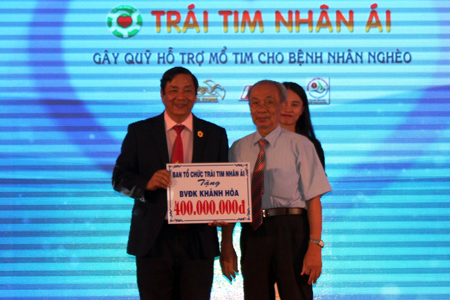 TRÁI TIM NHÂN ÁI
GÂY QUỸ HỖ TRỢ MỔ TIM CHO BỆNH NHÂN NGHÈO
BAN TỔ CHỨC TRÁI TIM NHÂN ÁI
Tặng
BVĐK KHÁNH HÒA
400.000.000đ